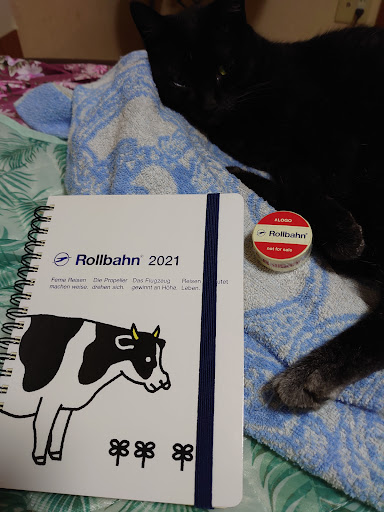 Rollbahn® 2021
Ferne Reisen Die Propeller Das Flugzeug Reisen
machen weise. drehen sich. gewinnt an Höhe. Leben.
#LOGO
Rollbahn®
not for sale